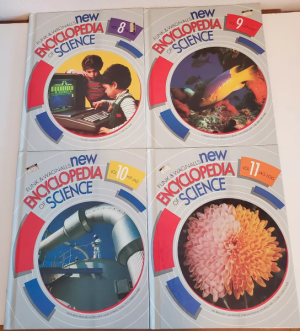 FUNK & WAGNALLS
new
ENCYCLOPEDIA
OF SCIENCE
8
FUNK & WAGNALLS
new
ENCYCLOPEDIA
OF SCIENCE
9
FUNK & WAGNALLS
new
ENCYCLOPEDIA
OF SCIENCE
10
FUNK & WAGNALLS
new
ENCYCLOPEDIA
OF SCIENCE
11